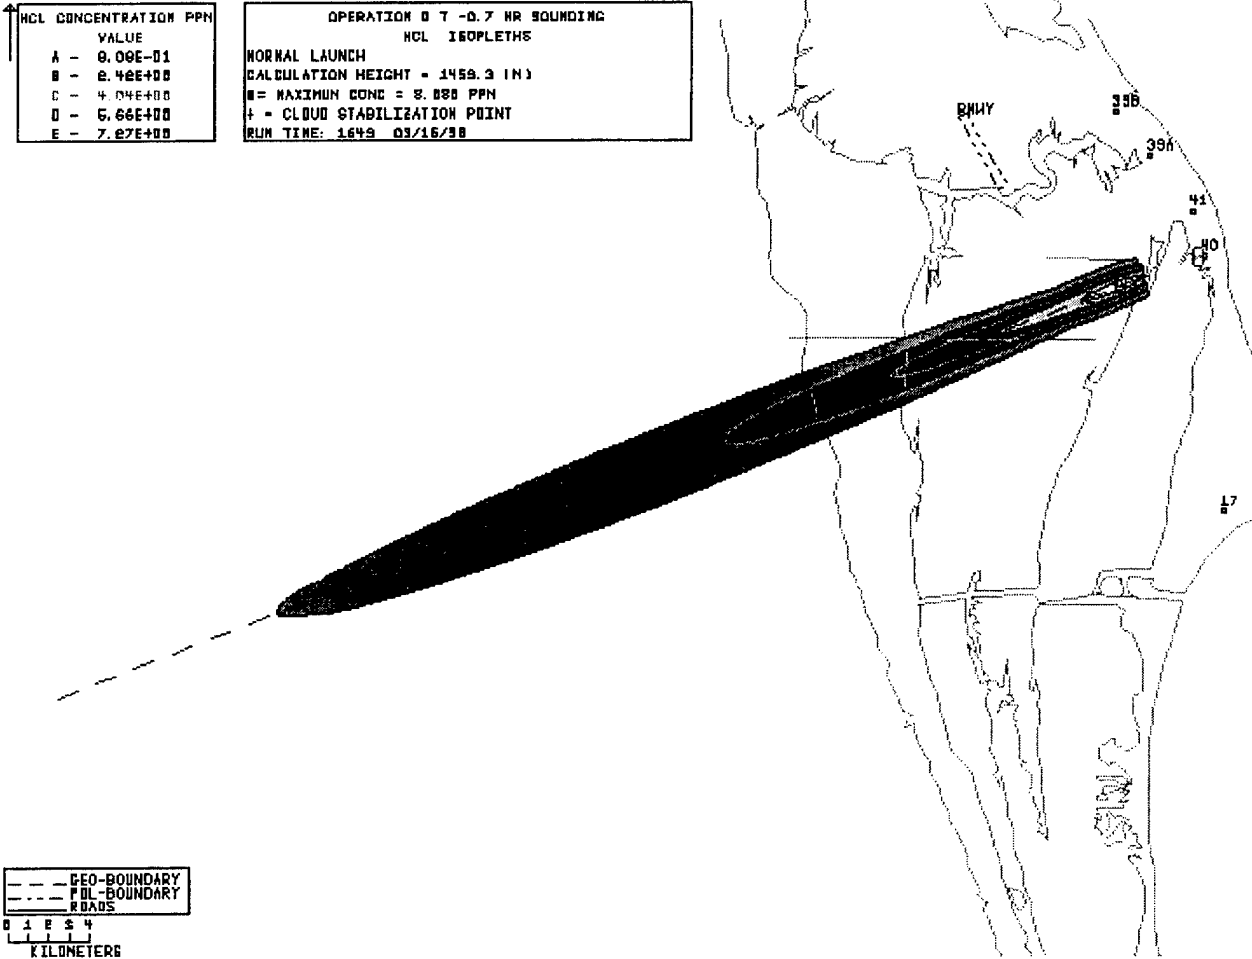 HCL CONCENTRATION PPM
VALUE
A - 8.08E-01
B - 2.42E+00
C - 4.04E+00
D - 5.66E+00
E - 7.27E+00
OPERATION T -0.7 HR SOUNDING
HCL ISOPLETHS
NORMAL LAUNCH
CALCULATION HEIGHT = 1459.3 (M)
= MAXIMUM CONC = 8.080 PPM
+ = CLOUD STABILIZATION POINT
RUN TIME: 1649 03/16/98
39B
RNWY
39A
41
40
17
GEO-BOUNDARY
POL-BOUNDARY
ROADS
0 1 2 3 4
KILOMETERS